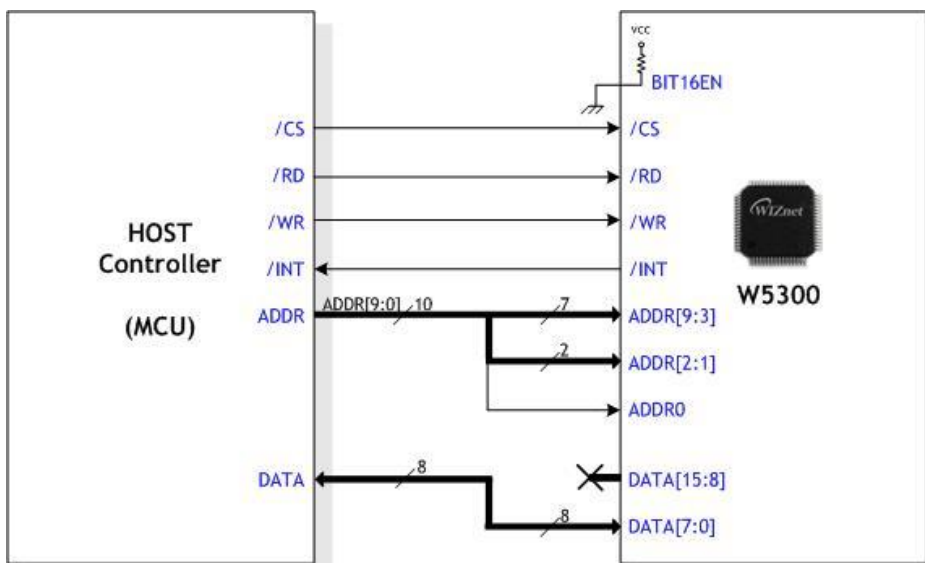 VCC
BIT16EN
/CS
/CS
/RD
/RD
/WR
/WR
WIZnet
HOST
Controller
(MCU)
/INT
/INT
W5300
ADDR
ADDR[9:0]
10
7
ADDR[9:3]
2
ADDR[2:1]
ADDR0
DATA
8
DATA[15:8]
8
DATA[7:0]